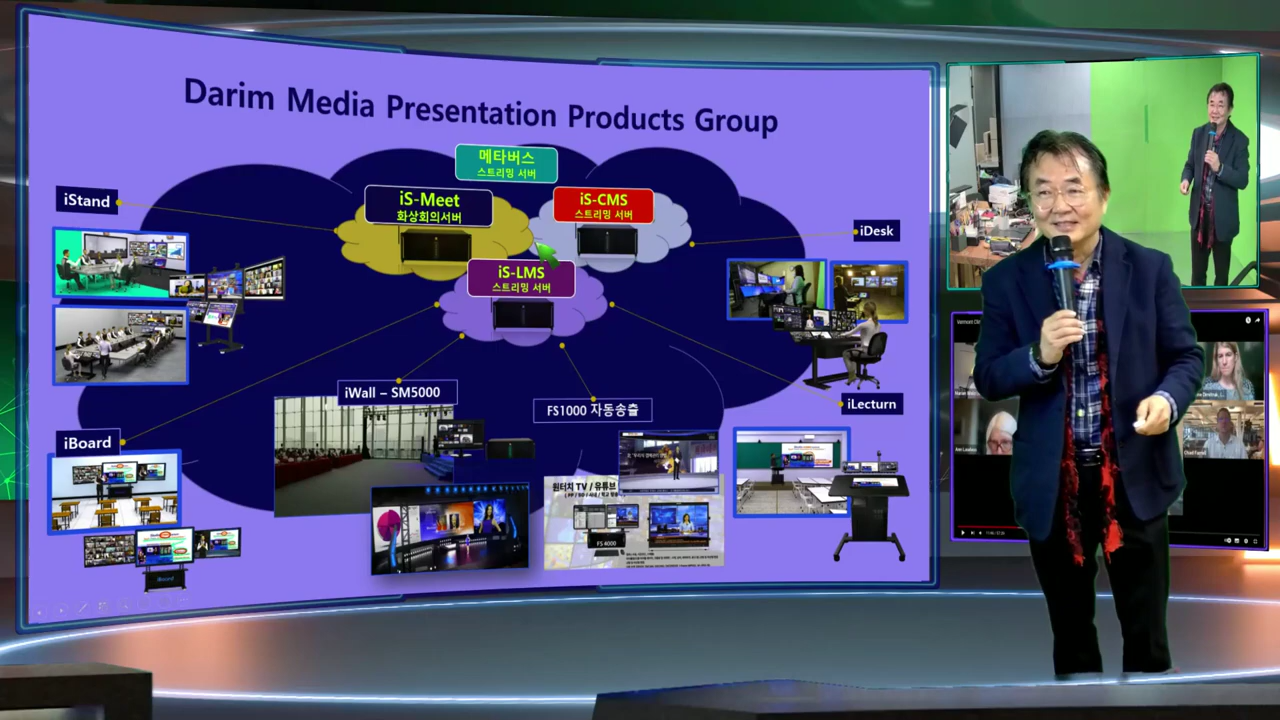 Darim Media Presentation Products Group
메타버스
스트리밍 서버
iS-Meet
화상회의서버
iS-CMS
스트리밍 서버
iS-LMS
스트리밍 서버
iStand
iDesk
iWall – SM5000
FS1000 자동송출
iLecturn
iBoard
원터치 TV / 유튜브
FS 4000
iBoard